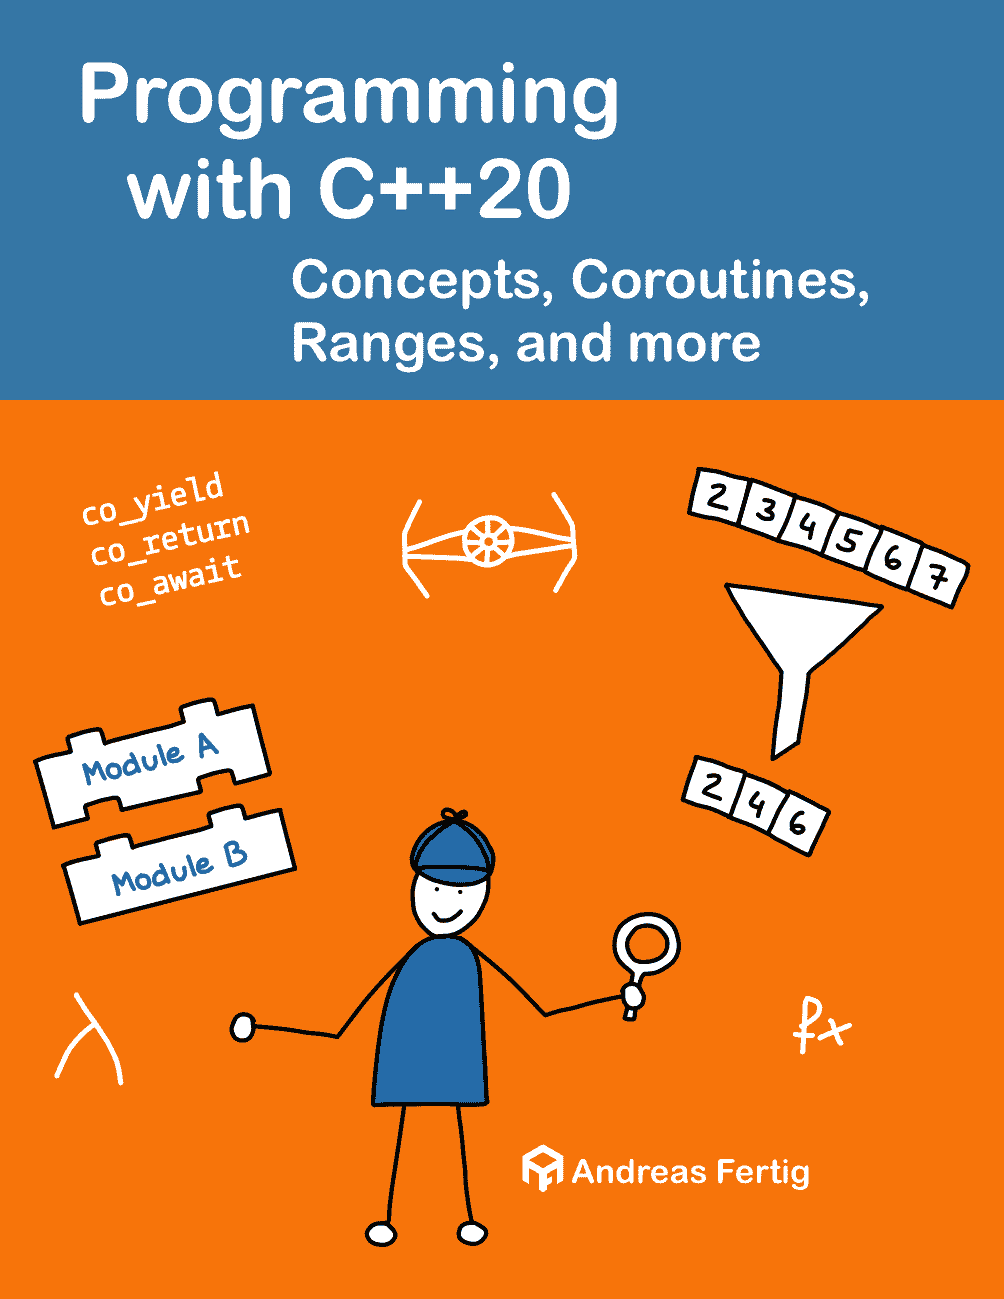 Programming
with C++20
Concepts, Coroutines,
Ranges, and more
co_yield
co_return
co_await
2 3 4 5 6 7
2 4 6
Module A
Module B
λ
fx
Andreas Fertig